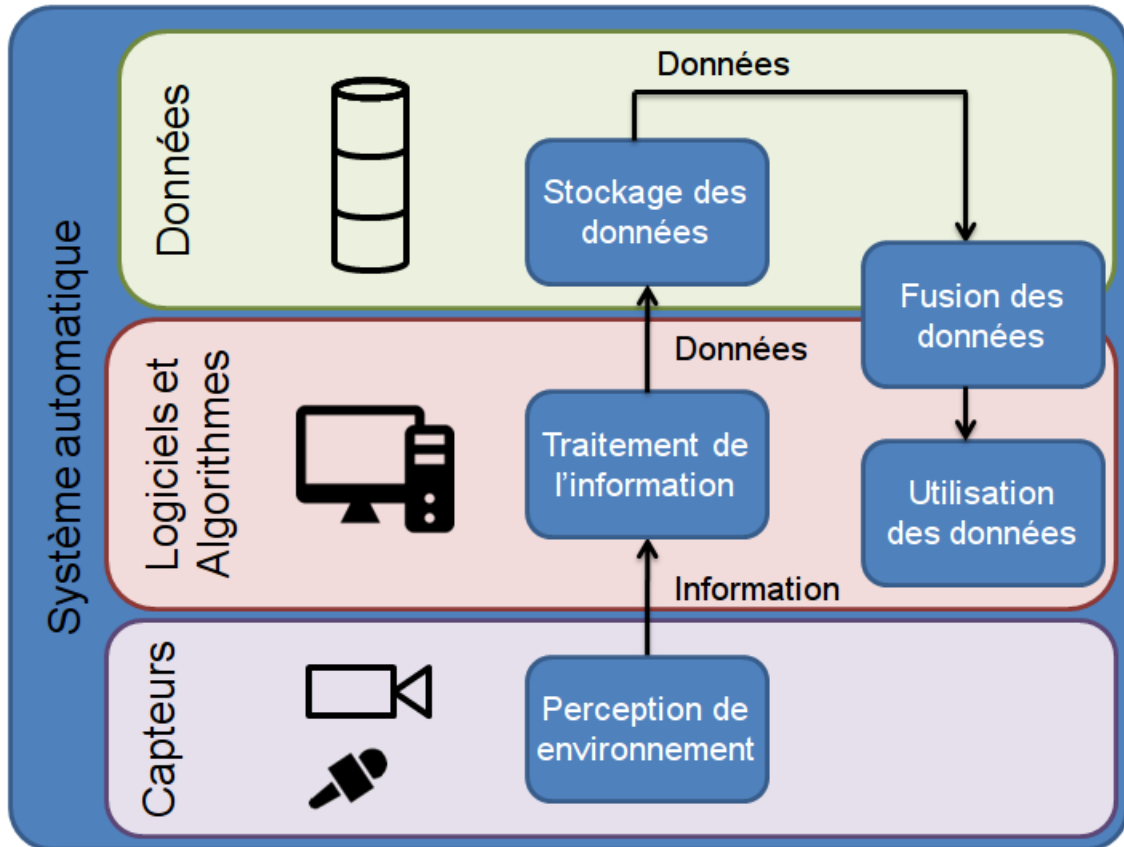 Système automatique
Données
Données
Stockage des
données
Fusion des
données
Logiciels et
Algorithmes
Données
Traitement de
l'information
Utilisation
des données
Information
Capteurs
Perception de
environnement